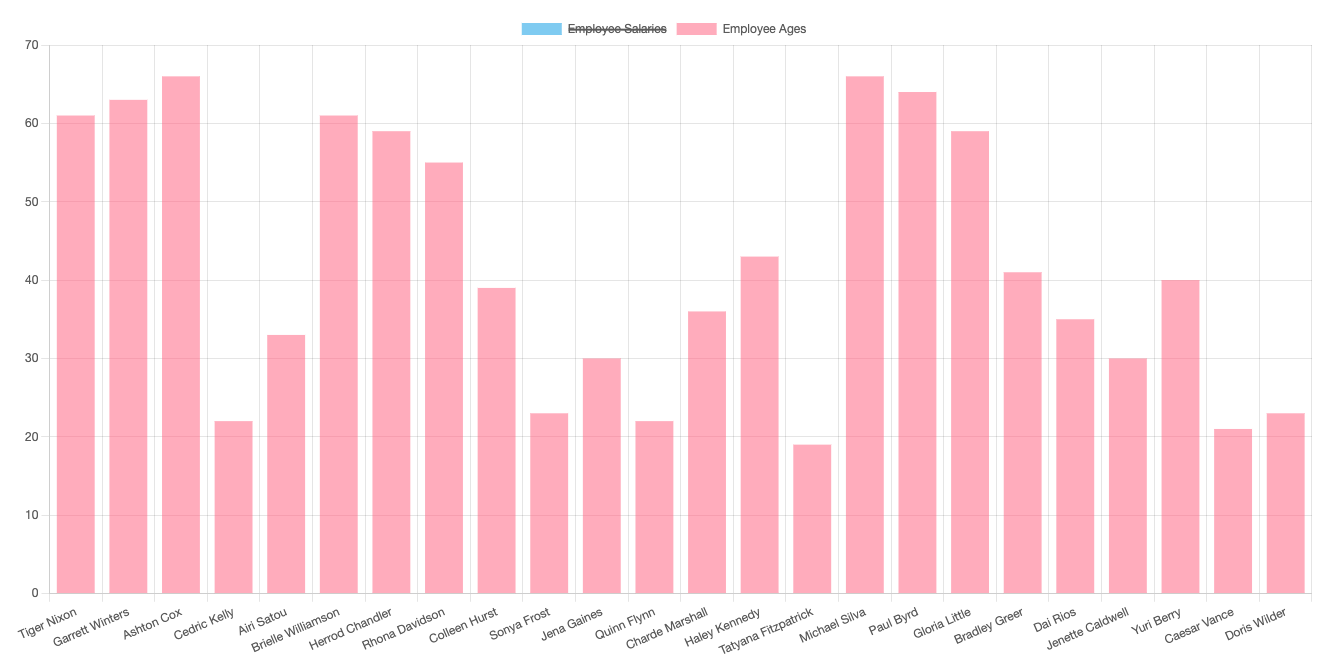 Employee Salaries Employee Ages
70
60
50
40
30
20
10
0
Tiger Nixon
Garrett Winters
Ashton Cox
Cedric Kelly
Airi Satou
Brielle Williamson
Herrod Chandler
Rhona Davidson
Colleen Hurst
Sonya Frost
Jena Gaines
Quinn Flynn
Charde Marshall
Haley Kennedy
Tatyana Fitzpatrick
Michael Silva
Paul Byrd
Gloria Little
Bradley Greer
Dai Rios
Jenette Caldwell
Yuri Berry
Caesar Vance
Doris Wilder